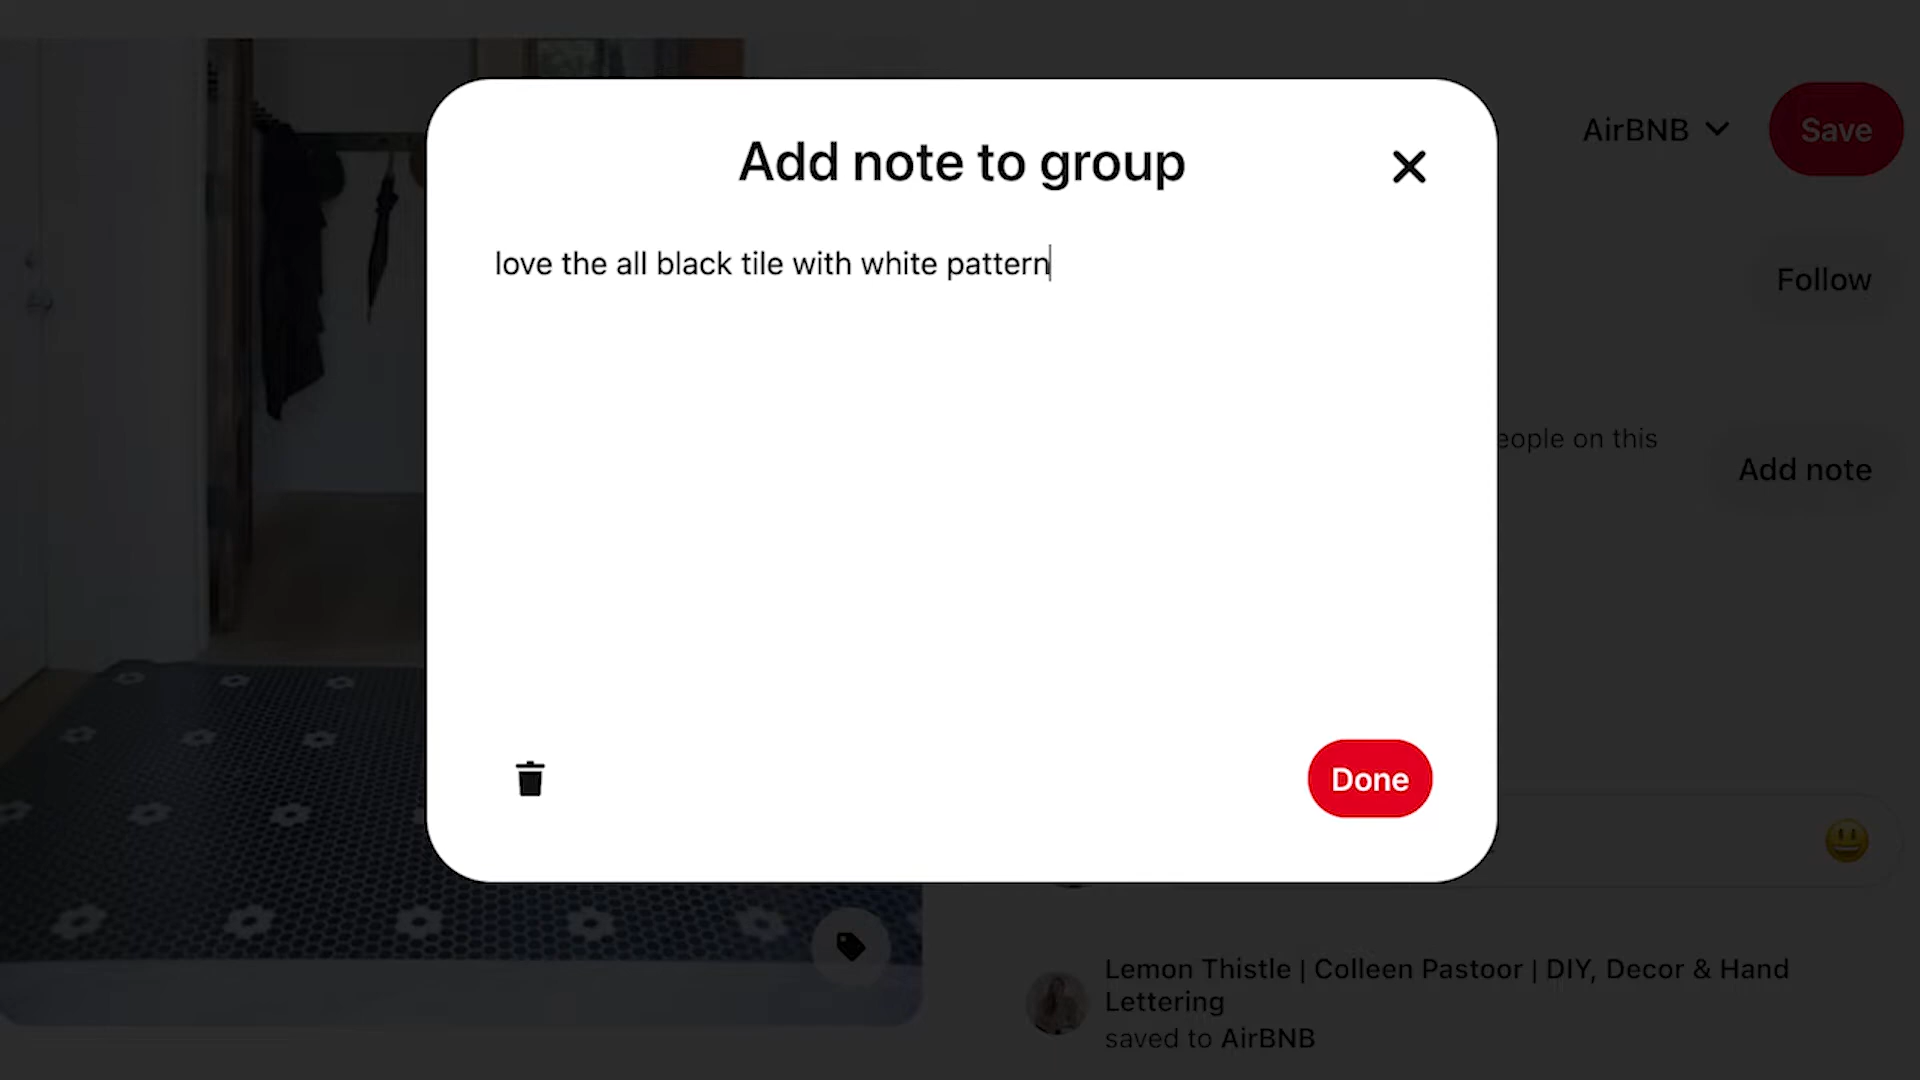 Add note to group
love the all black tile with white pattern
Done
AirBNB
Save
Follow
eople on this
Add note
Lemon Thistle | Colleen Pastoor | DIY, Decor & Hand
Lettering
saved to AirBNB